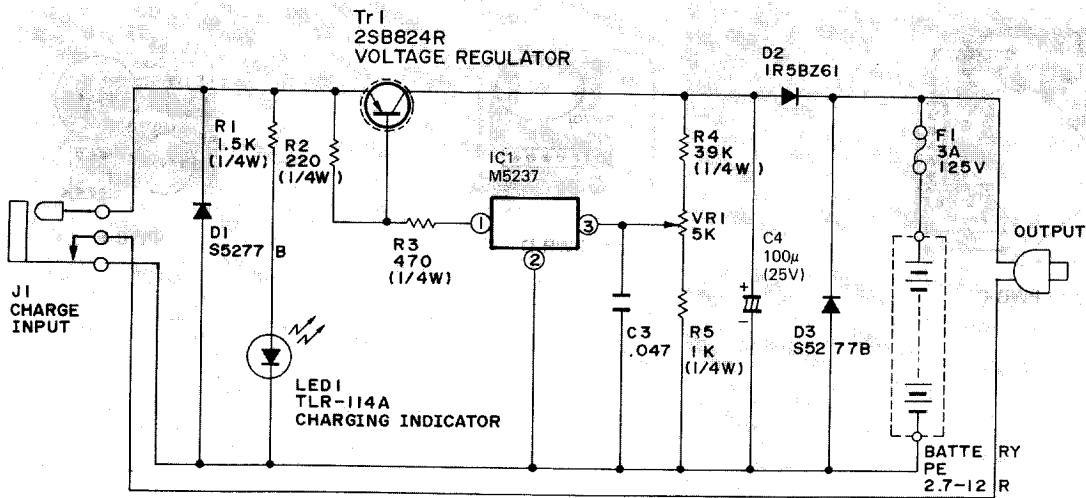 Tr1
2SB824R
VOLTAGE REGULATOR
D2
1R5BZ61
R1
1.5K
(1/4W)
R2
220
(1/4W)
IC1
M5237
R4
39K
(1/4W)
F1
3A
125V
1
3
2
VR1
5K
D1
S5277 B
R3
470
(1/4W)
C4
100μ
(25V)
+
-
OUTPUT
J1
CHARGE
INPUT
C3
.047
R5
1K
(1/4W)
D3
S5277B
LED1
TLR-114A
CHARGING INDICATOR
BATTE RY
PE
2.7-12 R